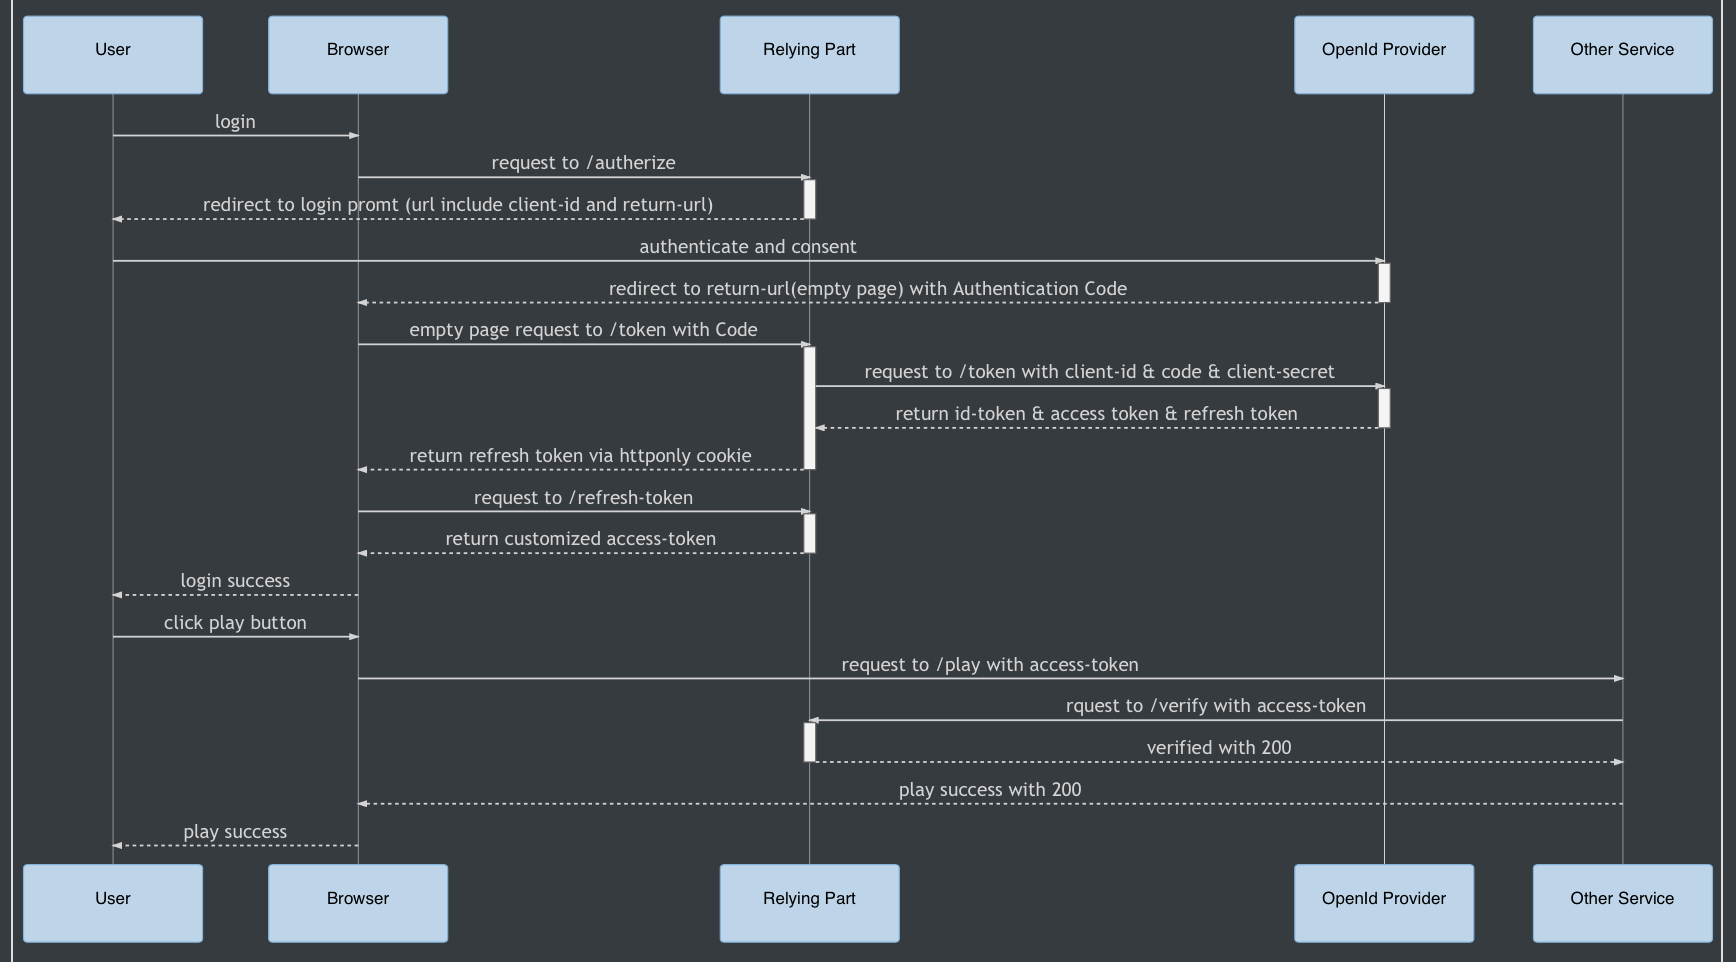 User
Browser
Relying Part
OpenId Provider
Other Service
login
request to /autherize
redirect to login promt (url include client-id and return-url)
authenticate and consent
redirect to return-url(empty page) with Authentication Code
empty page request to /token with Code
request to /token with client-id & code & client-secret
return id-token & access token & refresh token
return refresh token via httponly cookie
request to /refresh-token
return customized access-token
login success
click play button
request to /play with access-token
rquest to /verify with access-token
verified with 200
play success with 200
play success
User
Browser
Relying Part
OpenId Provider
Other Service